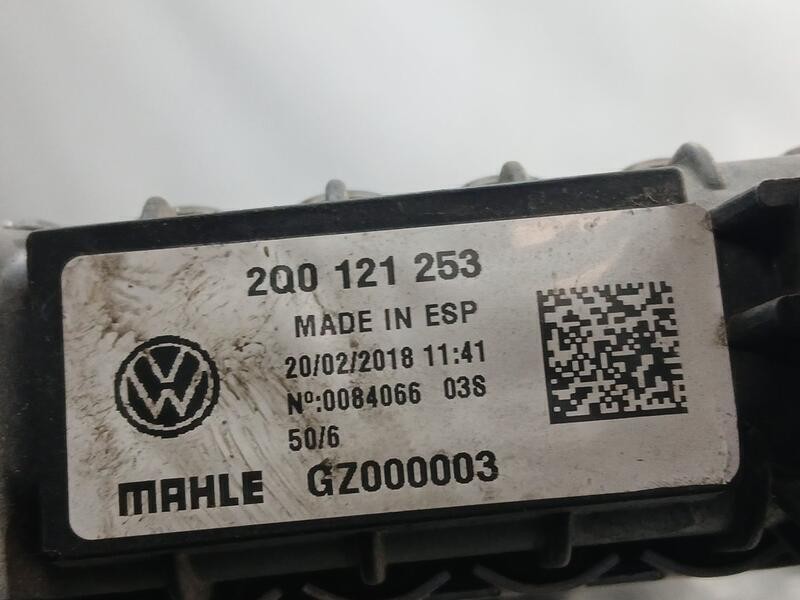 2Q0 121 253
MADE IN ESP
20/02/2018 11:41
Nº:0084066 03S
50/6
MAHLE GZ000003